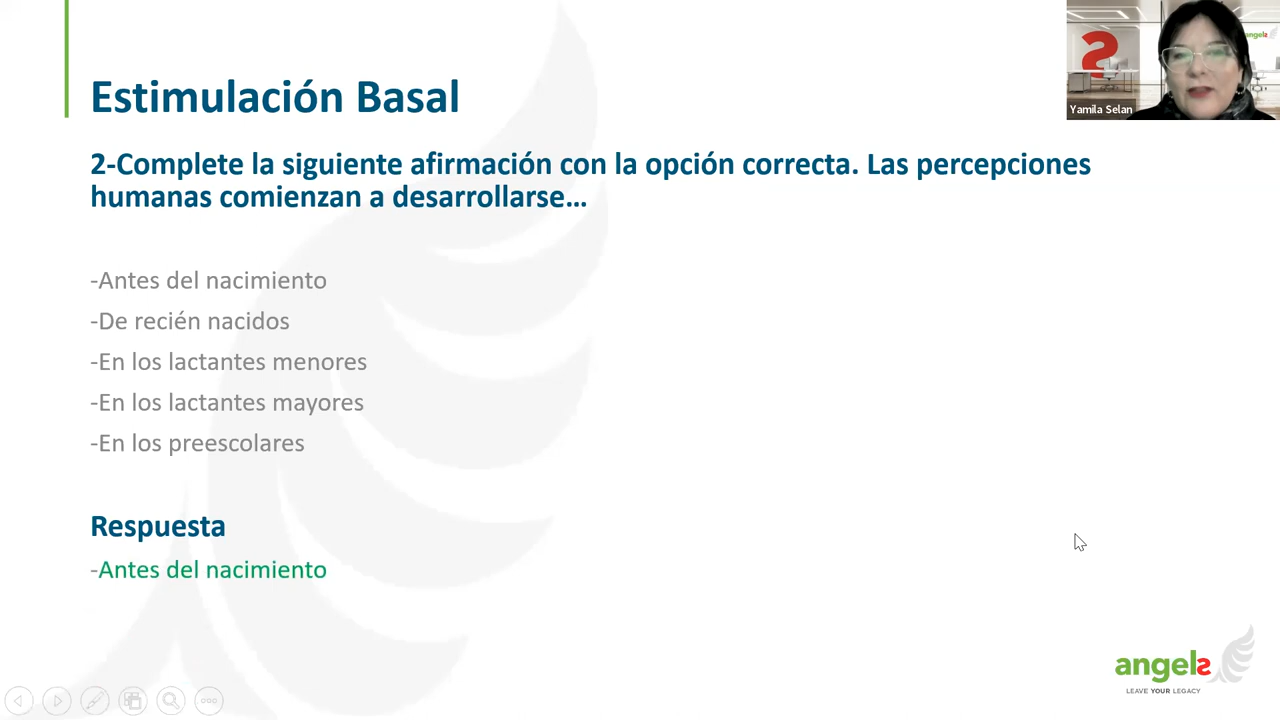 angels
Yamila Selan
Estimulación Basal
2-Complete la siguiente afirmación con la opción correcta. Las percepciones
humanas comienzan a desarrollarse...
-Antes del nacimiento
-De recién nacidos
-En los lactantes menores
-En los lactantes mayores
-En los preescolares
Respuesta
-Antes del nacimiento
angels
LEAVE YOUR LEGACY